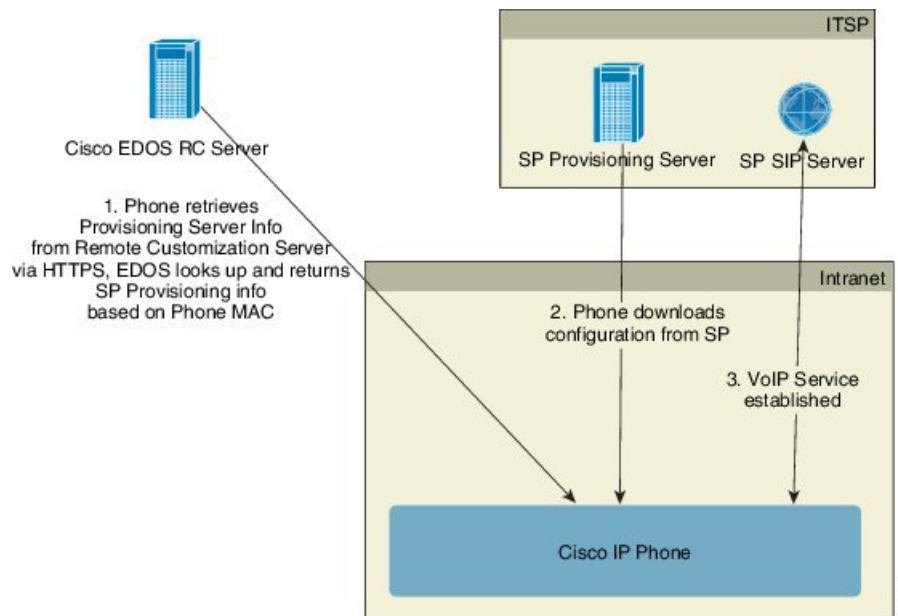 ITSP
Cisco EDOS RC Server
SP Provisioning Server
SP SIP Server
1. Phone retrieves
Provisioning Server Info
from Remote Customization Server
via HTTPS, EDOS looks up and returns
SP Provisioning info
based on Phone MAC
Intranet
2. Phone downloads
configuration from SP
3. VoIP Service
established
Cisco IP Phone